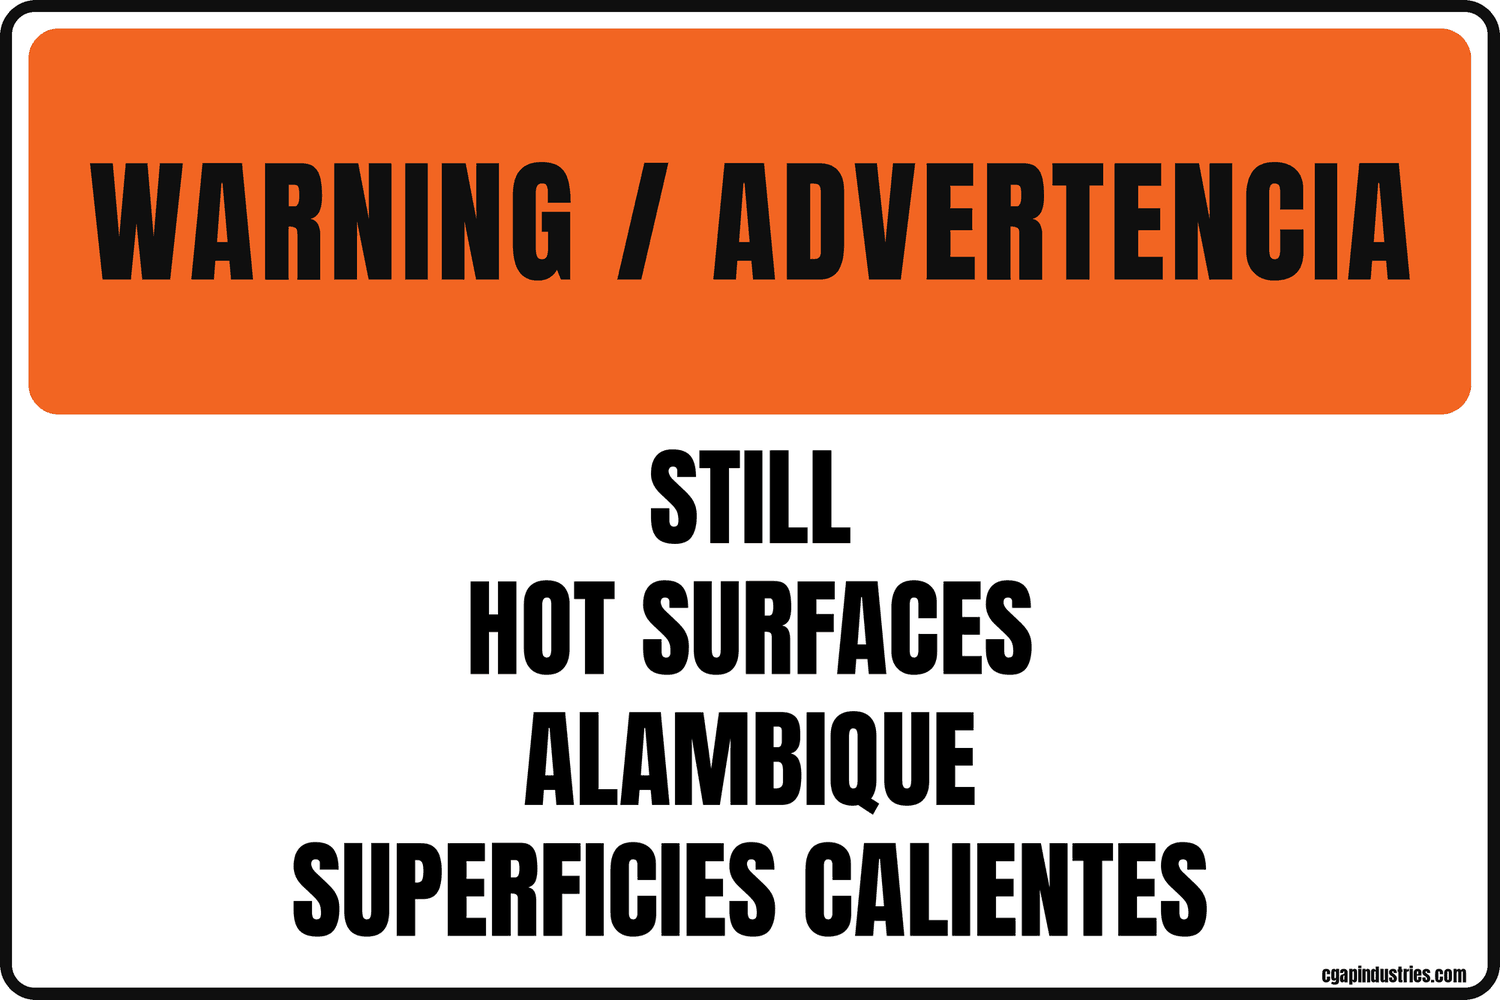 WARNING / ADVERTENCIA
STILL
HOT SURFACES
ALAMBIQUE
SUPERFICIES CALIENTES
cgapindustries.com